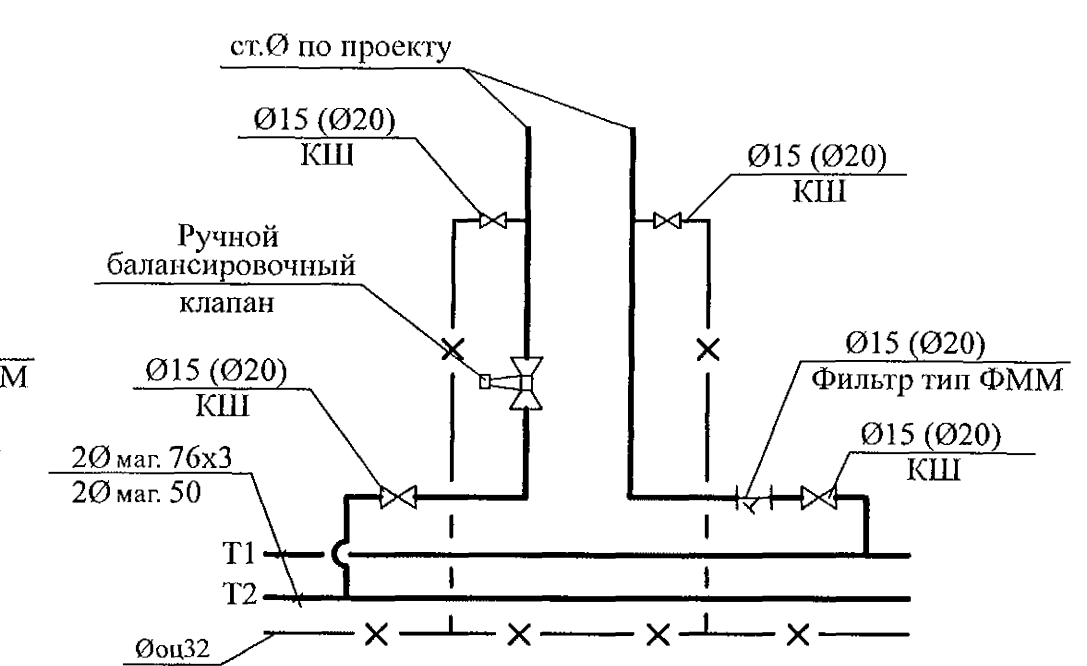 ст.Ø по проекту
Ø15 (Ø20)
КШ
Ø15 (Ø20)
КШ
Ручной
балансировочный
клапан
М
Ø15 (Ø20)
КШ
Ø15 (Ø20)
Фильтр тип ФММ
Ø15 (Ø20)
КШ
2Ø маг. 76х3
2Ø маг. 50
Т1
Т2
Øоц32